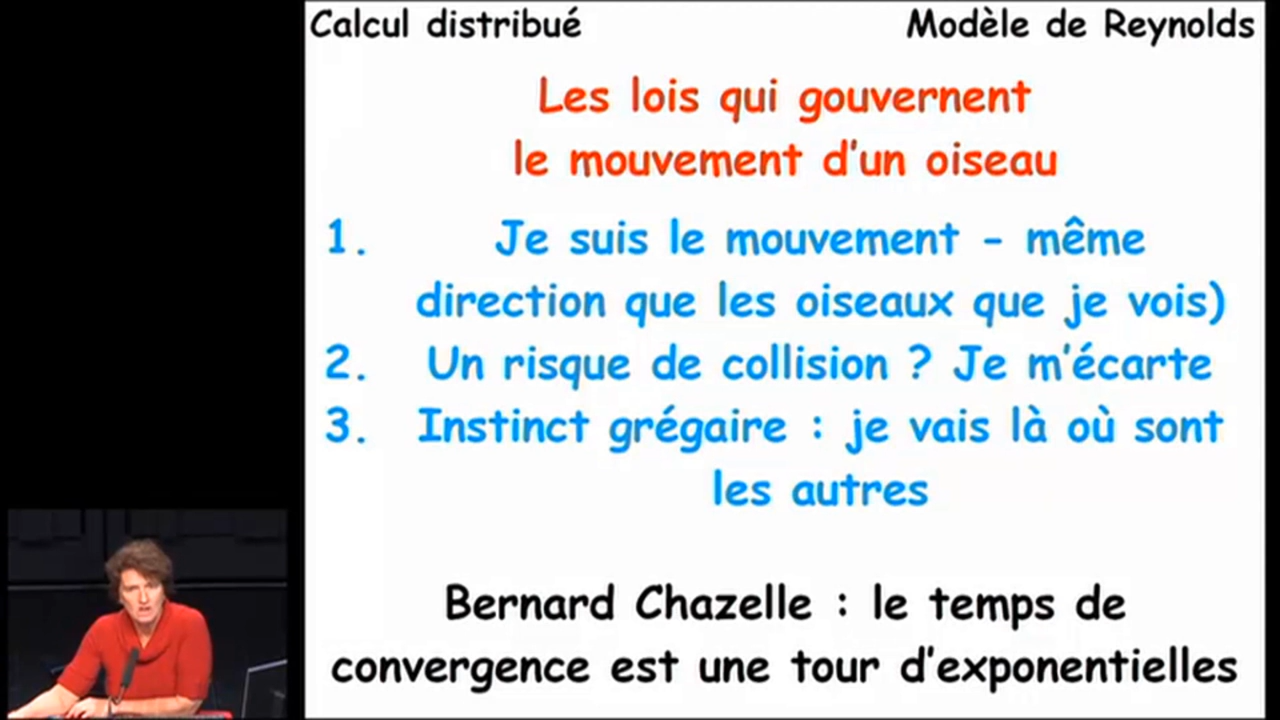 Calcul distribué Modèle de Reynolds
Les lois qui gouvernent
le mouvement d'un oiseau
1. Je suis le mouvement - même
direction que les oiseaux que je vois)
2. Un risque de collision ? Je m'écarte
3. Instinct grégaire : je vais là où sont
les autres
Bernard Chazelle : le temps de
convergence est une tour d'exponentielles